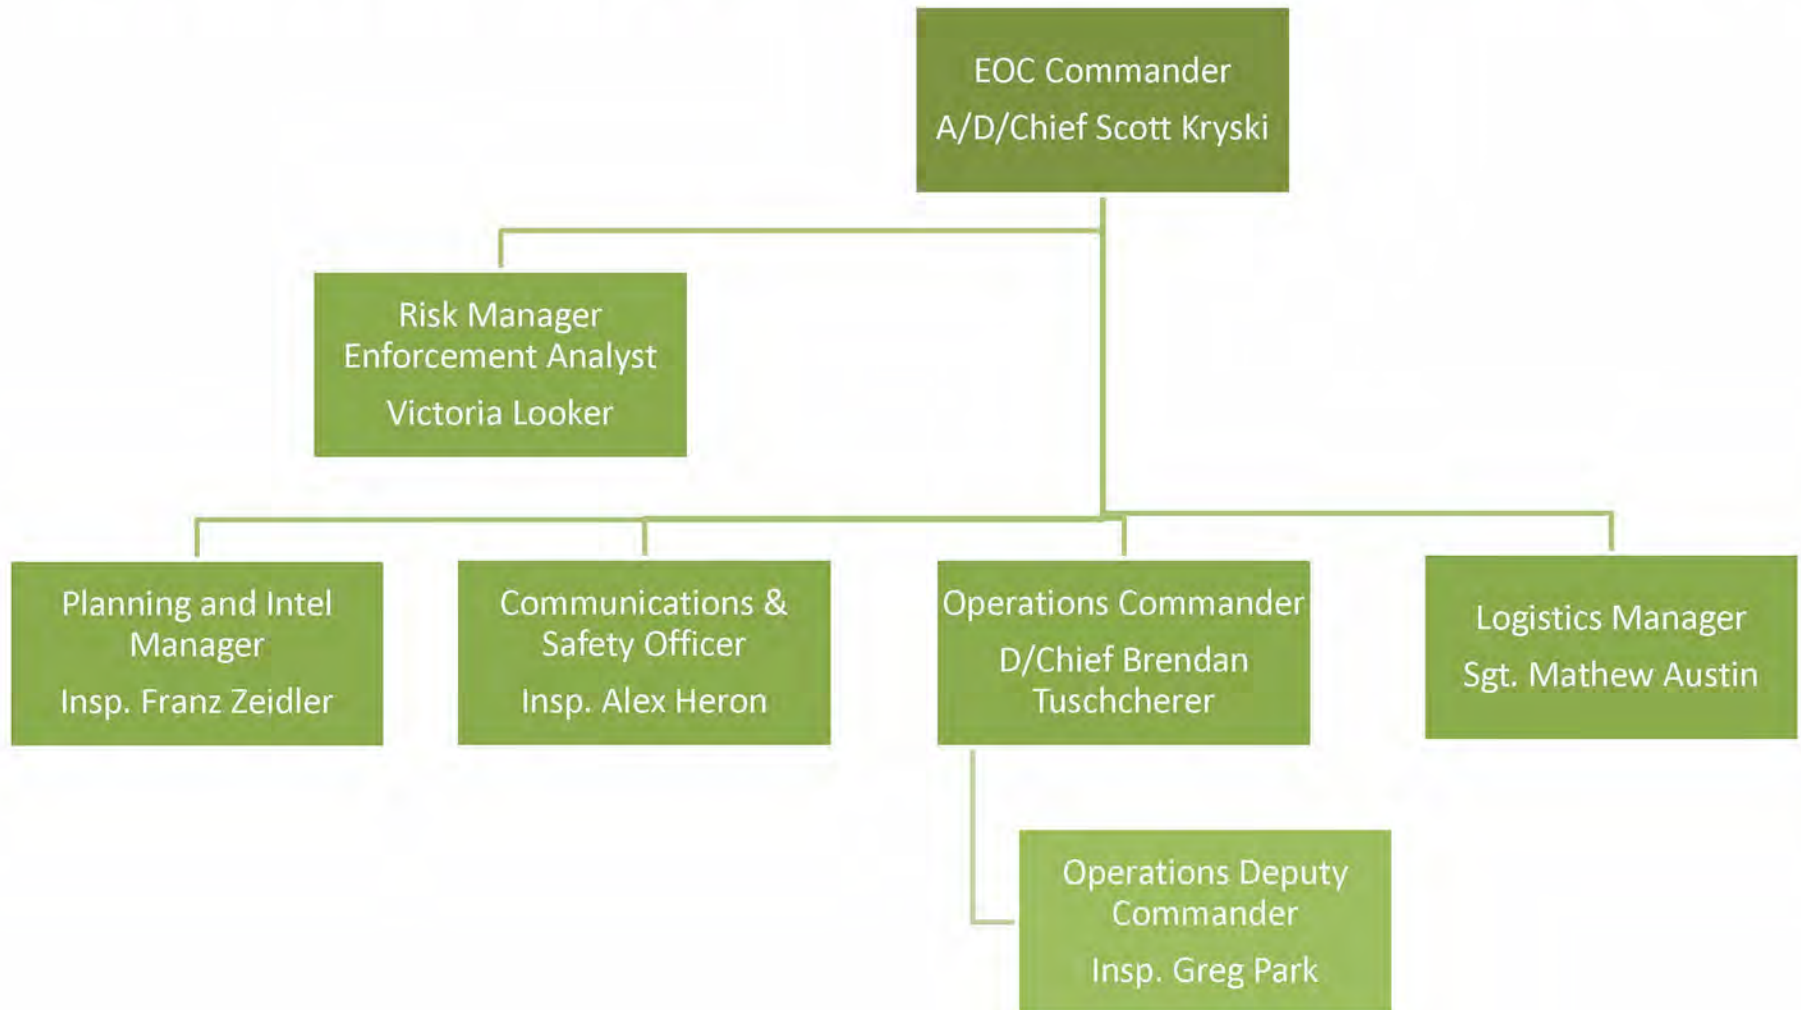 EOC Commander
A/D/Chief Scott Kryski
Risk Manager
Enforcement Analyst
Victoria Looker
Planning and Intel
Manager
Insp. Franz Zeidler
Communications &
Safety Officer
Insp. Alex Heron
Operations Commander
D/Chief Brendan
Tuschcherer
Logistics Manager
Sgt. Mathew Austin
Operations Deputy
Commander
Insp. Greg Park